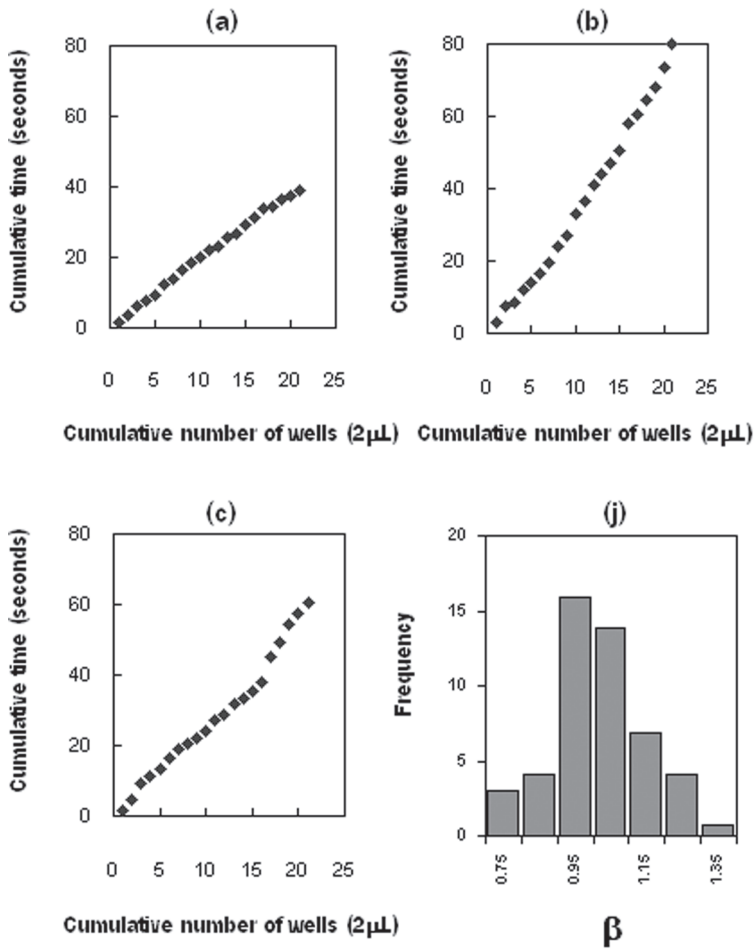 (a)
Cumulative time (seconds)
80
60
40
20
0
0 5 10 15 20 25
Cumulative number of wells (2µL)
(b)
Cumulative time (seconds)
80
60
40
20
0
0 5 10 15 20 25
Cumulative number of wells (2µL)
(c)
Cumulative time (seconds)
80
60
40
20
0
0 5 10 15 20 25
Cumulative number of wells (2µL)
(j)
Frequency
20
15
10
5
0
0.75 0.95 1.15 1.35
β